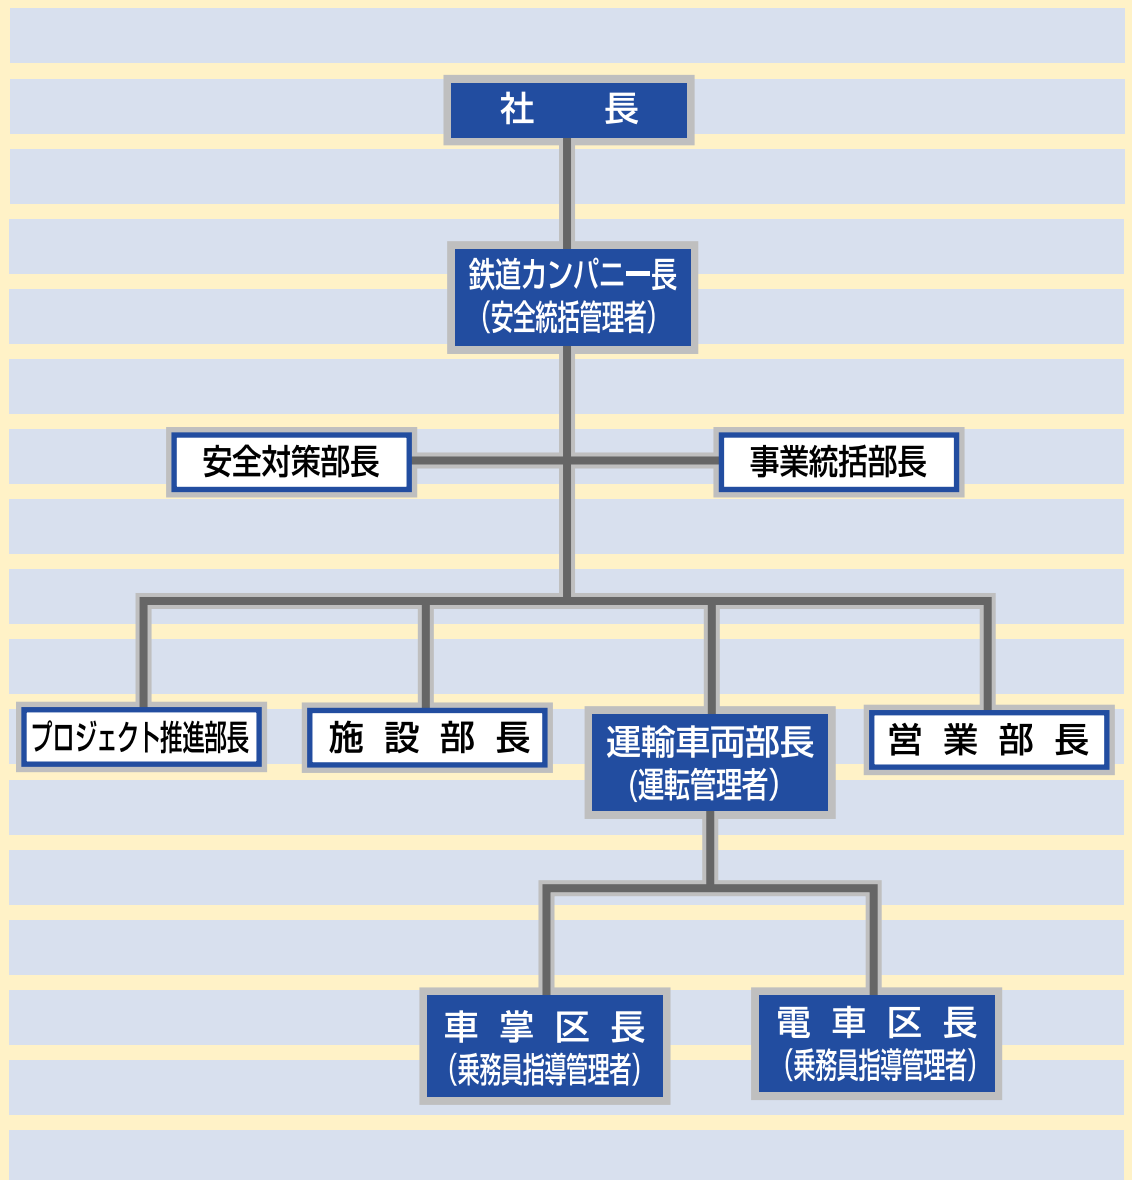 社長
鉄道カンパニー長
（安全統括管理者）
安全対策部長
事業統括部長
プロジェクト推進部長
施設部長
運輸車両部長
(運転管理者）
営業部長
車掌区長
（乗務員指導管理者）
電車区長
（乗務員指導管理者）